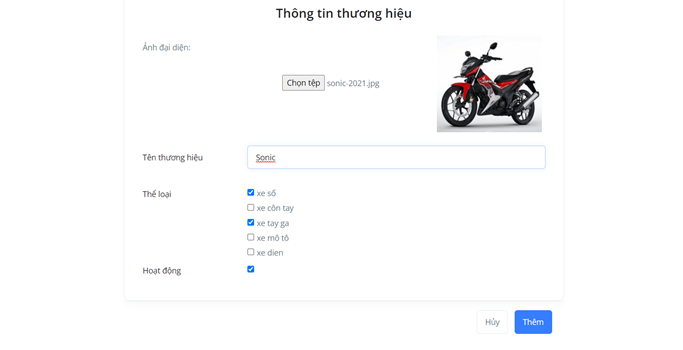 Thông tin thương hiệu
Ảnh đại diện:
Chọn tệp sonic-2021.jpg
Tên thương hiệu Sonic
Thể loại xe số
xe côn tay
xe tay ga
xe mô tô
xe dien
Hoạt động
Hủy Thêm